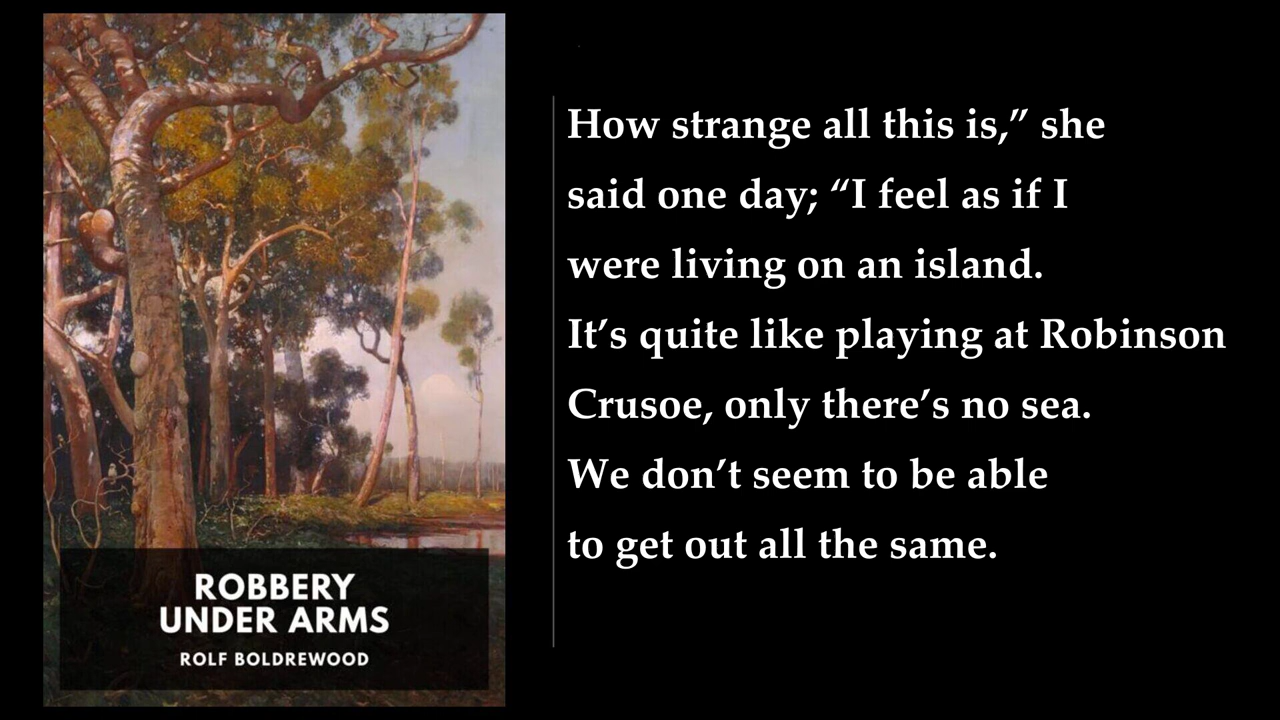 ROBBERY
UNDER ARMS
ROLF BOLDREWOOD
How strange all this is,” she
said one day; “I feel as if I
were living on an island.
It’s quite like playing at Robinson
Crusoe, only there’s no sea.
We don’t seem to be able
to get out all the same.